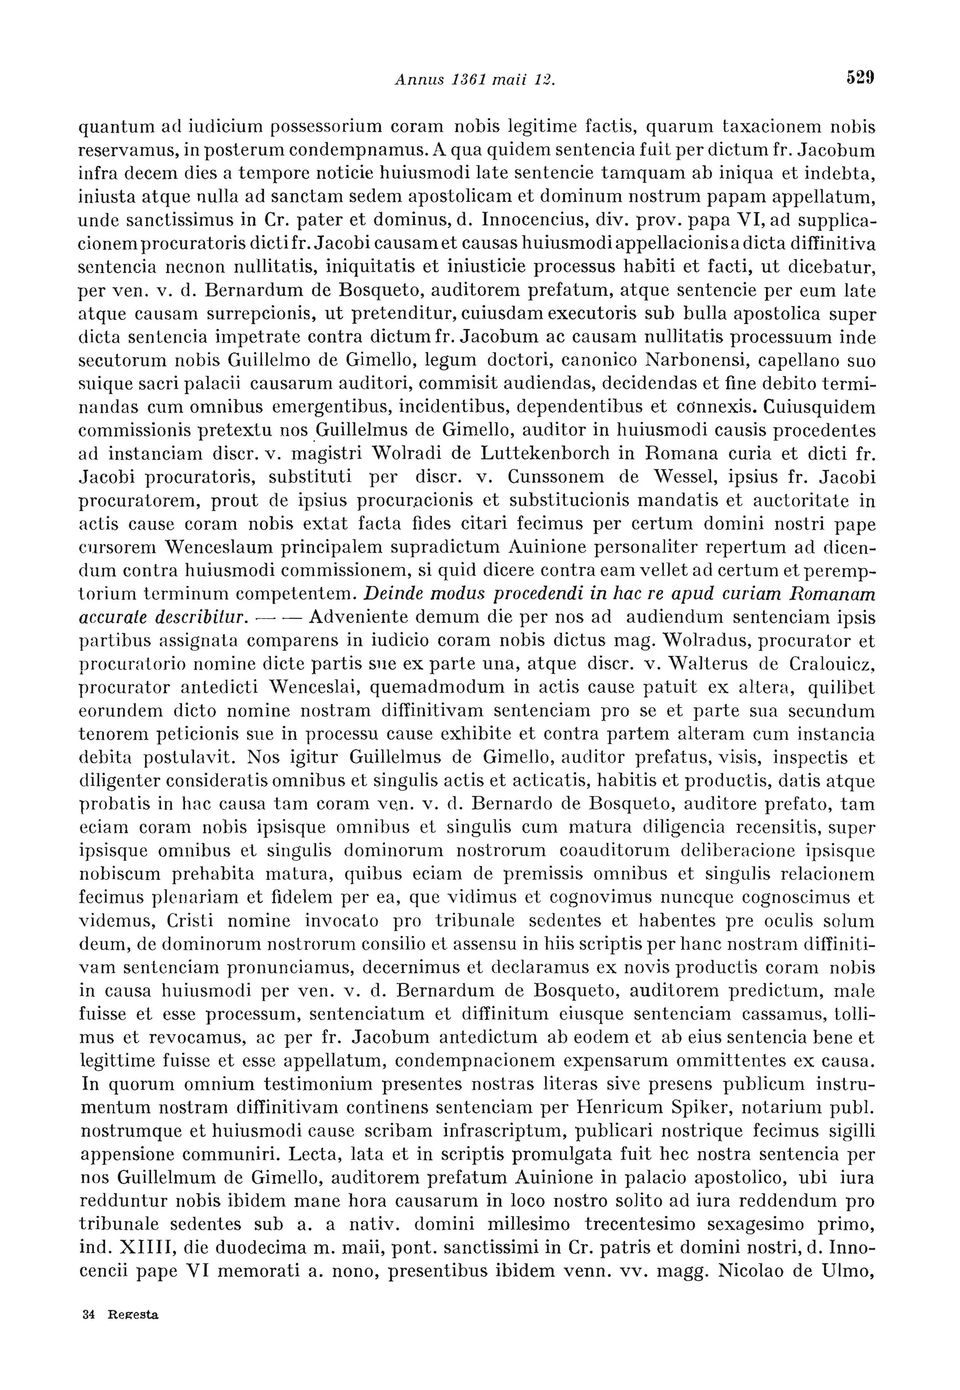 Annus 1361 maii 12. 529
quantum ad iudicium possessorium coram nobis legitime factis, quarum taxacionem nobis
reservamus, in posterum condempnamus. A qua quidem sentencia fuit per dictum fr. Jacobum
infra decem dies a tempore noticie huiusmodi late sentencie tamquam ab iniqua et indebta,
iniusta atque nulla ad sanctam sedem apostolicam et dominum nostrum papam appellatum,
unde sanctissimus in Cr. pater et dominus, d. Innocencius, div. prov. papa VI, ad supplica-
cionem procuratoris dicti fr. Jacobi causam et causas huiusmodi appellacionis a dicta diffinitiva
sentencia necnon nullitatis, iniquitatis et iniusticie processus habiti et facti, ut dicebatur,
per ven. v. d. Bernardum de Bosqueto, auditorem prefatum, atque sentencie per eum late
atque causam surrepcionis, ut pretenditur, cuiusdam executoris sub bulla apostolica super
dicta sentencia impetrate contra dictum fr. Jacobum ac causam nullitatis processuum inde
secutorum nobis Guillelmo de Gimello, legum doctori, canonico Narbonensi, capellano suo
suique sacri palacii causarum auditori, commisit audiendas, decidendas et fine debito termi-
nandas cum omnibus emergentibus, incidentibus, dependentibus et connexis. Cuiusquidem
commissionis pretextu nos Guillelmus de Gimello, auditor in huiusmodi causis procedentes
ad instanciam discr. v. magistri Wolradi de Luttekenborch in Romana curia et dicti fr.
Jacobi procuratoris, substituti per discr. v. Cunssonem de Wessel, ipsius fr. Jacobi
procuratorem, prout de ipsius procuracionis et substitucionis mandatis et auctoritate in
actis cause coram nobis extat facta fides citari fecimus per certum domini nostri pape
cursorem Wenceslaum principalem supradictum Auinione personaliter repertum ad dicen-
dum contra huiusmodi commissionem, si quid dicere contra eam vellet ad certum et peremp-
torium terminum competentem. Deinde modus procedendi in hac re apud curiam Romanam
accurate describitur. — — Adveniente demum die per nos ad audiendum sentenciam ipsis
partibus assignata comparens in iudicio coram nobis dictus mag. Wolradus, procurator et
procuratorio nomine dicte partis sue ex parte una, atque discr. v. Walterus de Cralouicz,
procurator antedicti Wenceslai, quemadmodum in actis cause patuit ex altera, quilibet
eorundem dicto nomine nostram diffinitivam sentenciam pro se et parte sua secundum
tenorem peticionis sue in processu cause exhibite et contra partem alteram cum instancia
debita postulavit. Nos igitur Guillelmus de Gimello, auditor prefatus, visis, inspectis et
diligenter consideratis omnibus et singulis actis et acticatis, habitis et productis, datis atque
probatis in hac causa tam coram ven. v. d. Bernardo de Bosqueto, auditore prefato, tam
eciam coram nobis ipsisque omnibus et singulis cum matura diligencia recensitis, super
ipsisque omnibus et singulis dominorum nostrorum coauditorum deliberacione ipsisque
nobiscum prehabita matura, quibus eciam de premissis omnibus et singulis relacionem
fecimus plenariam et fidelem per ea, que vidimus et cognovimus nuncque cognoscimus et
videmus, Cristi nomine invocato pro tribunale sedentes et habentes pre oculis solum
deum, de dominorum nostrorum consilio et assensu in hiis scriptis per hanc nostram diffiniti-
vam sentenciam pronunciamus, decernimus et declaramus ex novis productis coram nobis
in causa huiusmodi per ven. v. d. Bernardum de Bosqueto, auditorem predictum, male
fuisse et esse processum, sentenciatum et diffinitum eiusque sentenciam cassamus, tolli-
mus et revocamus, ac per fr. Jacobum antedictum ab eodem et ab eius sentencia bene et
legittime fuisse et esse appellatum, condempnacionem expensarum ommittentes ex causa.
In quorum omnium testimonium presentes nostras literas sive presens publicum instru-
mentum nostram diffinitivam continens sentenciam per Henricum Spiker, notarium publ.
nostrumque et huiusmodi cause scribam infrascriptum, publicari nostrique fecimus sigilli
appensione communiri. Lecta, lata et in scriptis promulgata fuit hec nostra sentencia per
nos Guillelmum de Gimello, auditorem prefatum Auinione in palacio apostolico, ubi iura
redduntur nobis ibidem mane hora causarum in loco nostro solito ad iura reddendum pro
tribunale sedentes sub a. a nativ. domini millesimo trecentesimo sexagesimo primo,
ind. XIIII, die duodecima m. maii, pont. sanctissimi in Cr. patris et domini nostri, d. Inno-
cencii pape VI memorati a. nono, presentibus ibidem venn. vv. magg. Nicolao de Ulmo,
34 Regesta